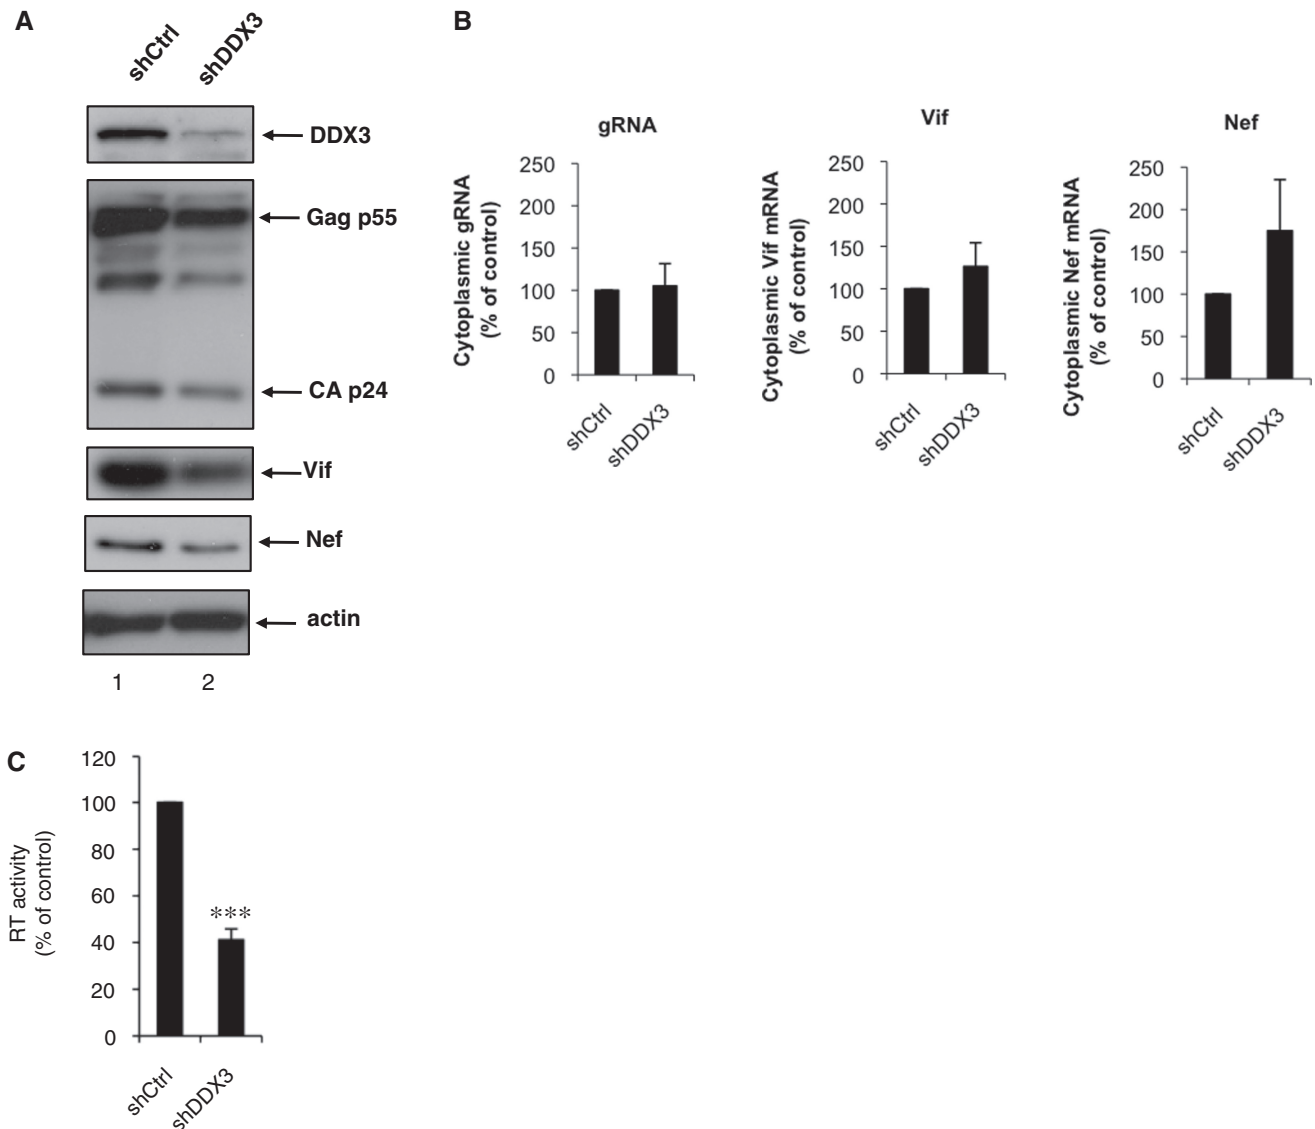 A
shCtrl
shDDX3
DDX3
Gag p55
CA p24
Vif
Nef
actin
1 2
B
gRNA
Cytoplasmic gRNA
(% of control)
250
200
150
100
50
0
shCtrl
shDDX3
Vif
Cytoplasmic Vif mRNA
(% of control)
250
200
150
100
50
0
shCtrl
shDDX3
Nef
Cytoplasmic Nef mRNA
(% of control)
250
200
150
100
50
0
shCtrl
shDDX3
C
RT activity
(% of control)
120
100
80
60
40
20
0
***
shCtrl
shDDX3